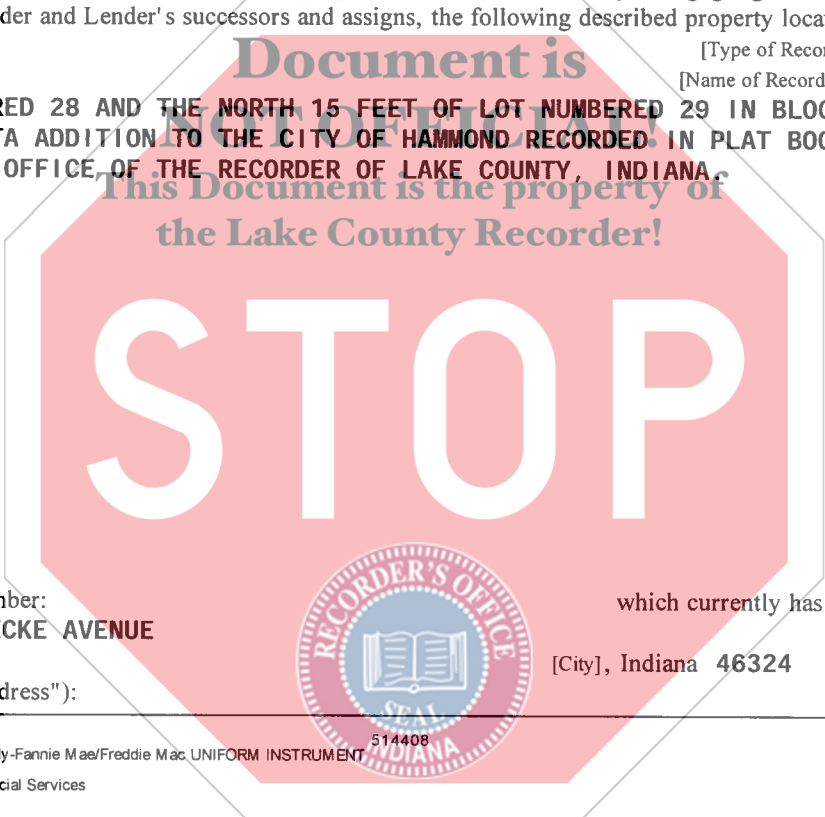 der and Lender's successors and assigns, the following described property loca
[Type of Recor
[Name of Record
Document is
NOT OFFICIAL!
This Document is the property of
the Lake County Recorder!
RED 28 AND THE NORTH 15 FEET OF LOT NUMBERED 29 IN BLOC
TA ADDITION TO THE CITY OF HAMMOND RECORDED IN PLAT BOO
OFFICE OF THE RECORDER OF LAKE COUNTY, INDIANA.
STOP
RECORDER'S OFFICE
SEAL
INDIANA
nber:
which currently has
CKE AVENUE
[City], Indiana 46324
dress"):
514408
y-Fannie Mae/Freddie Mac UNIFORM INSTRUMENT
cial Services